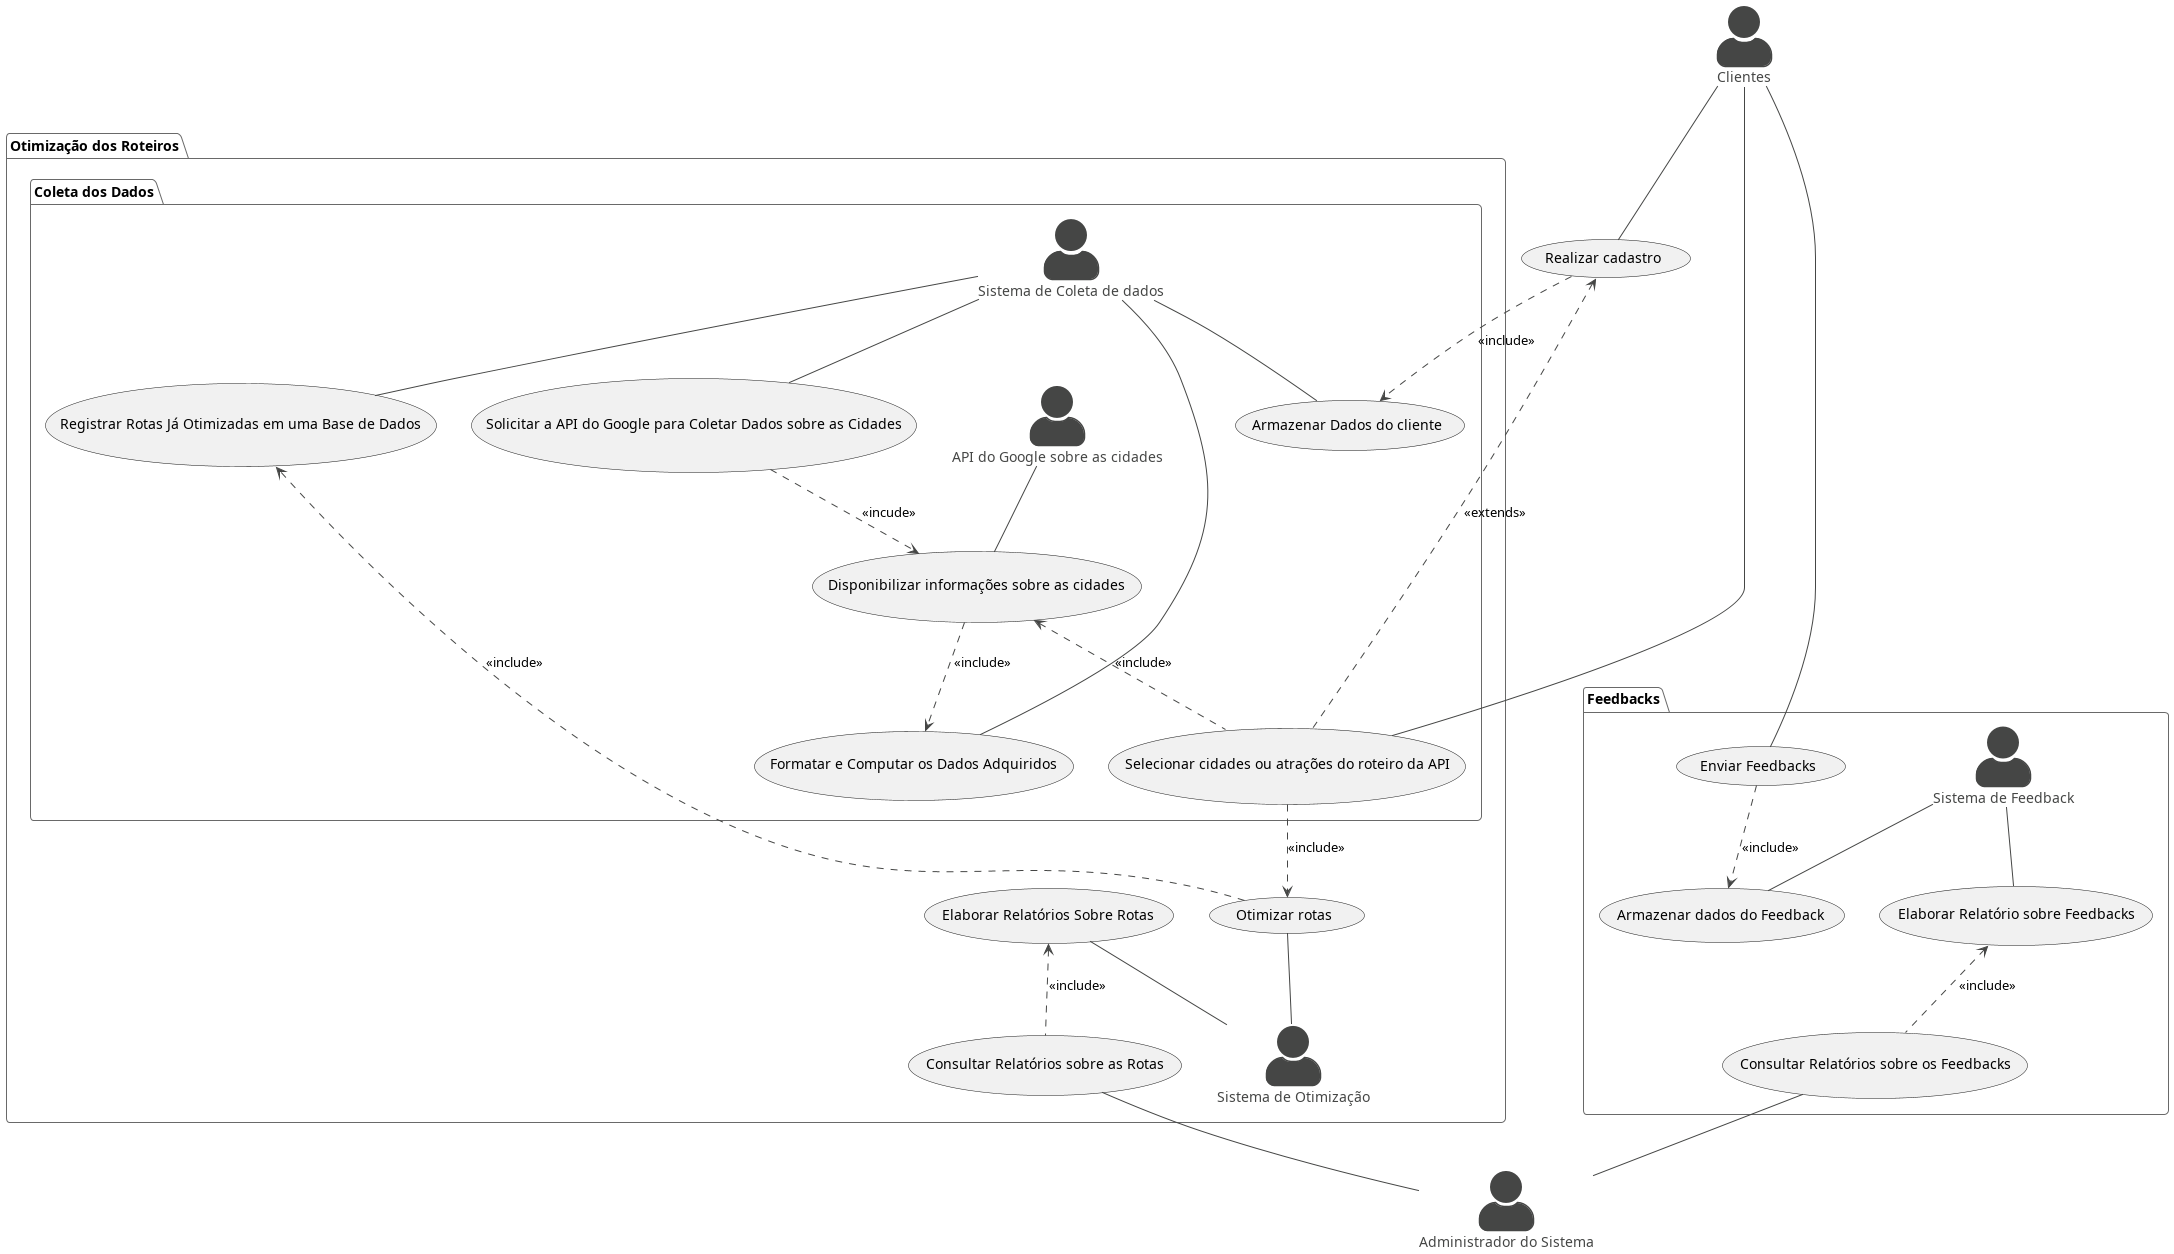 Clientes
Otimização dos Roteiros
Coleta dos Dados
Sistema de Coleta de dados
Realizar cadastro
«include»
Registrar Rotas Já Otimizadas em uma Base de Dados
Solicitar a API do Google para Coletar Dados sobre as Cidades
API do Google sobre as cidades
Armazenar Dados do cliente
«incude»
«extends»
Disponibilizar informações sobre as cidades
«include»
«include»
«include»
Feedbacks
Formatar e Computar os Dados Adquiridos
Selecionar cidades ou atrações do roteiro da API
Enviar Feedbacks
Sistema de Feedback
«include»
«include»
Elaborar Relatórios Sobre Rotas
Otimizar rotas
Armazenar dados do Feedback
Elaborar Relatório sobre Feedbacks
«include»
«include»
Consultar Relatórios sobre as Rotas
Sistema de Otimização
Consultar Relatórios sobre os Feedbacks
Administrador do Sistema